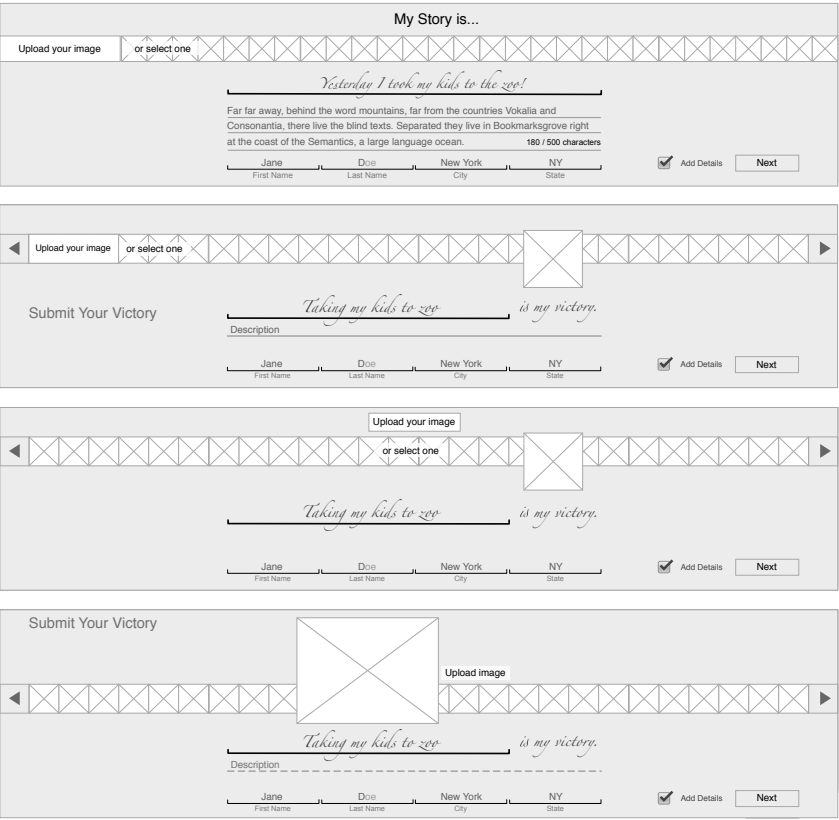 My Story is...
Upload your image or select one
Yesterday I took my kids to the zoo!
Far far away, behind the word mountains, far from the countries Vokalia and
Consonantia, there live the blind texts. Separated they live in Bookmarksgrove right
at the coast of the Semantics, a large language ocean. 180 / 500 characters
Jane Doe New York NY Add Details Next
First Name Last Name City State
Upload your image or select one
Submit Your Victory Taking my kids to zoo is my victory.
Description
Jane Doe New York NY Add Details Next
First Name Last Name City State
Upload your image
or select one
Taking my kids to zoo is my victory.
Jane Doe New York NY Add Details Next
First Name Last Name City State
Submit Your Victory
Upload image
Taking my kids to zoo is my victory.
Description
Jane Doe New York NY Add Details Next
First Name Last Name City State